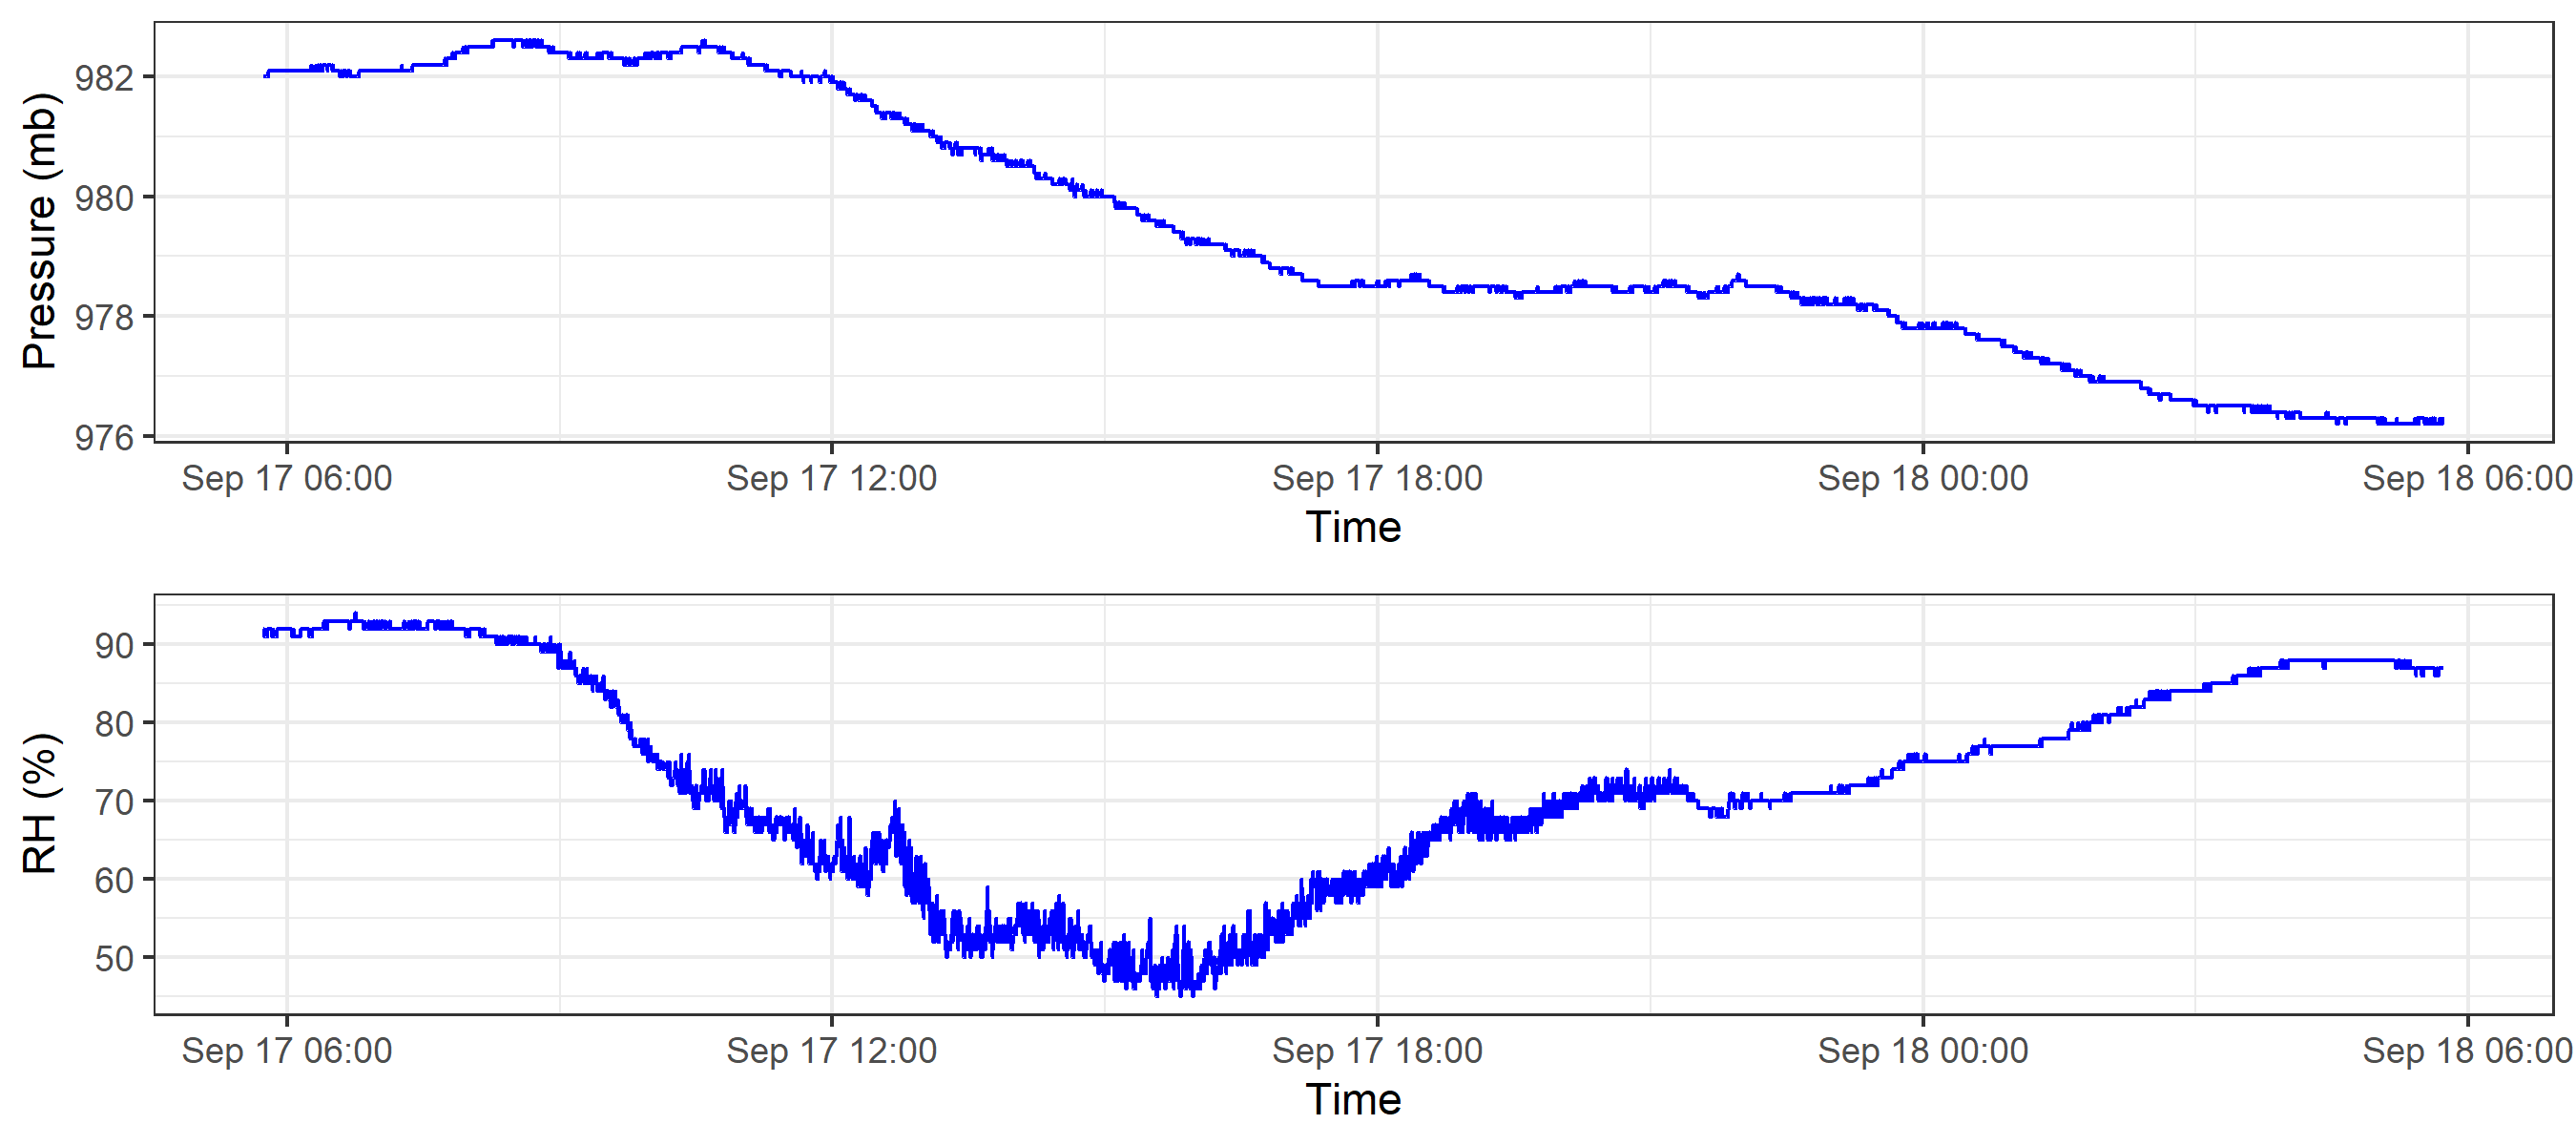 Pressure (mb)
982
980
978
976
Sep 17 06:00
Sep 17 12:00
Sep 17 18:00
Sep 18 00:00
Sep 18 06:00
Time
RH (%)
90
80
70
60
50
Sep 17 06:00
Sep 17 12:00
Sep 17 18:00
Sep 18 00:00
Sep 18 06:00
Time